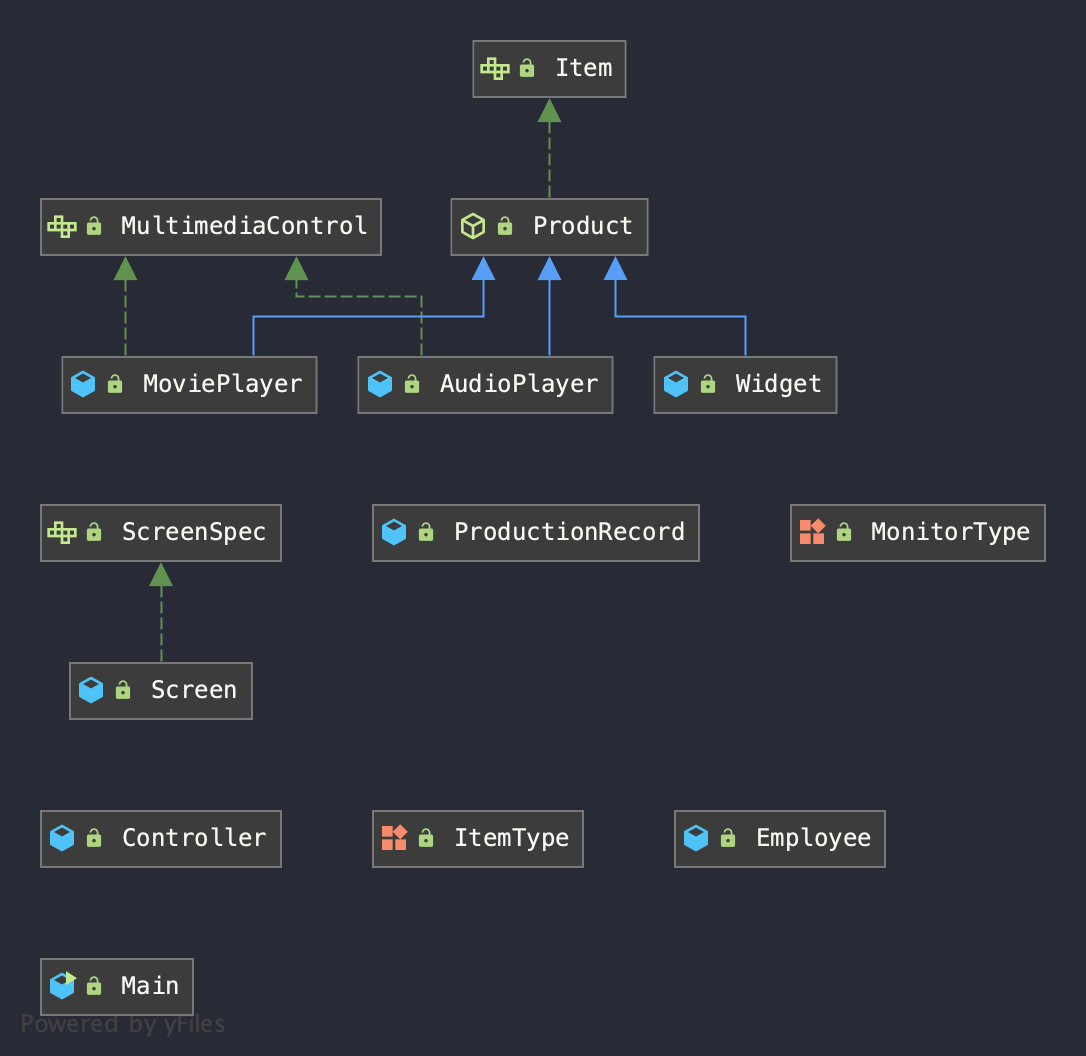 Item
MultimediaControl
Product
MoviePlayer
AudioPlayer
Widget
ScreenSpec
ProductionRecord
MonitorType
Screen
Controller
ItemType
Employee
Main
Powered by yFiles